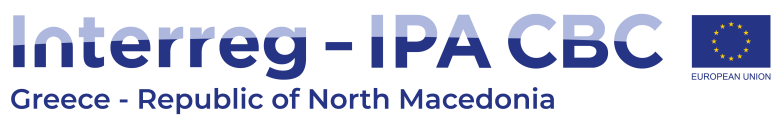 Interreg - IPA CBC
EUROPEAN UNION
Greece - Republic of North Macedonia